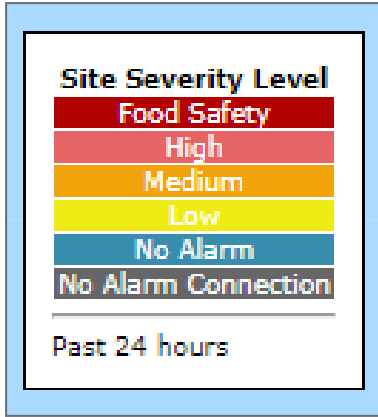 Site Severity Level
Food Safety
High
Medium
Low
No Alarm
No Alarm Connection
Past 24 hours